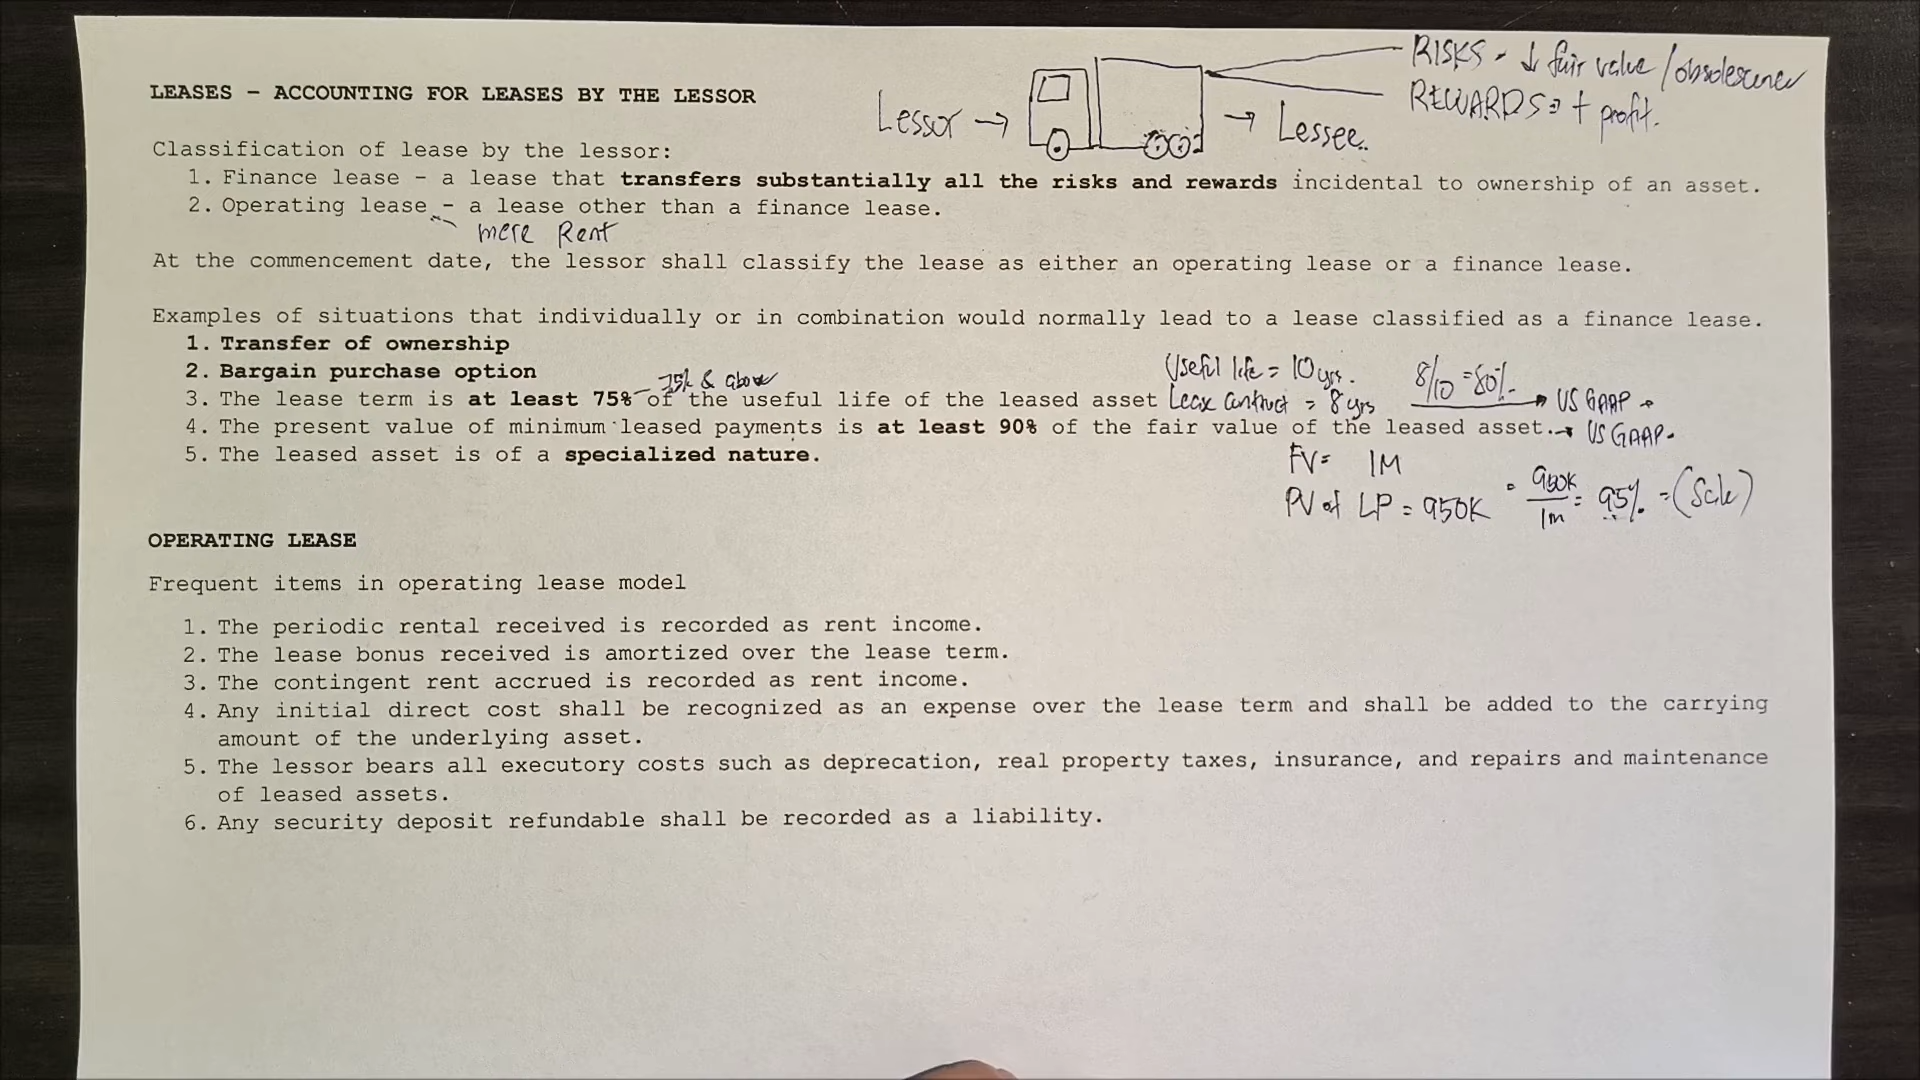 RISKS - ↓ fair value / obsolescence
LEASES - ACCOUNTING FOR LEASES BY THE LESSOR
Lessor → → Lessee..
REWARDS = + profit.
Classification of lease by the lessor:
1. Finance lease - a lease that transfers substantially all the risks and rewards incidental to ownership of an asset.
2. Operating lease - a lease other than a finance lease.
mere Rent
At the commencement date, the lessor shall classify the lease as either an operating lease or a finance lease.
Examples of situations that individually or in combination would normally lead to a lease classified as a finance lease.
1. Transfer of ownership
2. Bargain purchase option
75% & above
Useful life = 10 yrs. 8/10 = 80%
3. The lease term is at least 75% of the useful life of the leased asset Lease Contract = 8 yrs → US GAAP
4. The present value of minimum leased payments is at least 90% of the fair value of the leased asset. → US GAAP.
5. The leased asset is of a specialized nature.
FV = 1M
PV of LP = 950K = 950K/1m = 95% = (Sale)
OPERATING LEASE
Frequent items in operating lease model
1. The periodic rental received is recorded as rent income.
2. The lease bonus received is amortized over the lease term.
3. The contingent rent accrued is recorded as rent income.
4. Any initial direct cost shall be recognized as an expense over the lease term and shall be added to the carrying
amount of the underlying asset.
5. The lessor bears all executory costs such as deprecation, real property taxes, insurance, and repairs and maintenance
of leased assets.
6. Any security deposit refundable shall be recorded as a liability.